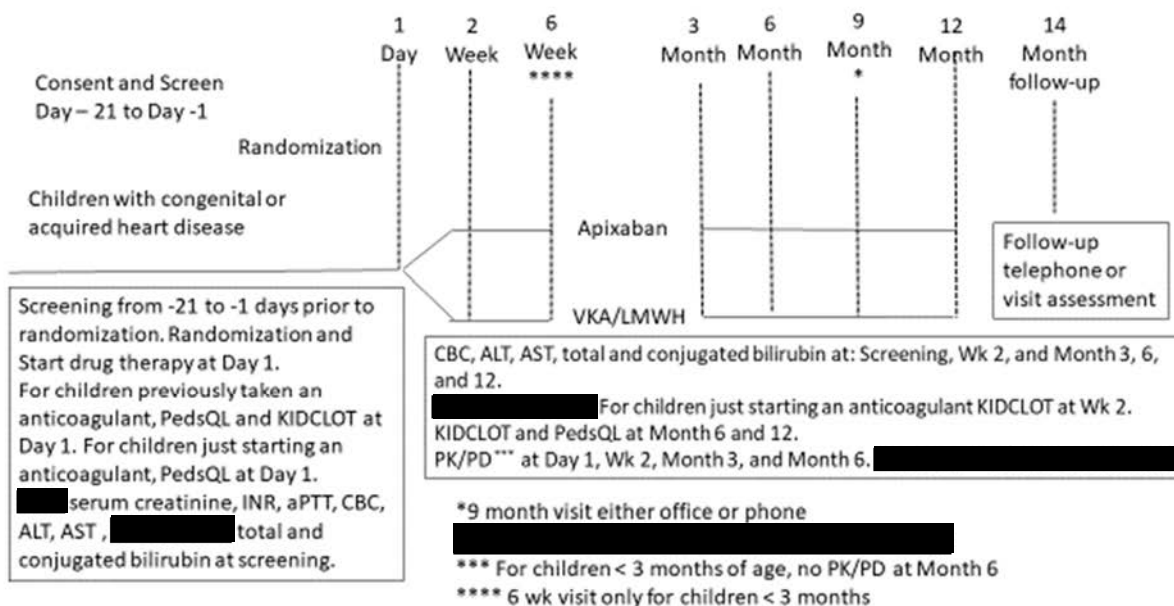 1 2 6 3 6 9 12 14
Day Week Week Month Month Month Month Month
**** * follow-up
Consent and Screen
Day – 21 to Day -1
Randomization
Children with congenital or
acquired heart disease
Apixaban
VKA/LMWH
Follow-up
telephone or
visit assessment
Screening from -21 to -1 days prior to
randomization. Randomization and
Start drug therapy at Day 1.
For children previously taken an
anticoagulant, PedsQL and KIDCLOT at
Day 1. For children just starting an
anticoagulant, PedsQL at Day 1.
serum creatinine, INR, aPTT, CBC,
ALT, AST , total and
conjugated bilirubin at screening.
CBC, ALT, AST, total and conjugated bilirubin at: Screening, Wk 2, and Month 3, 6,
and 12.
For children just starting an anticoagulant KIDCLOT at Wk 2.
KIDCLOT and PedsQL at Month 6 and 12.
PK/PD*** at Day 1, Wk 2, Month 3, and Month 6.
*9 month visit either office or phone
*** For children < 3 months of age, no PK/PD at Month 6
**** 6 wk visit only for children < 3 months